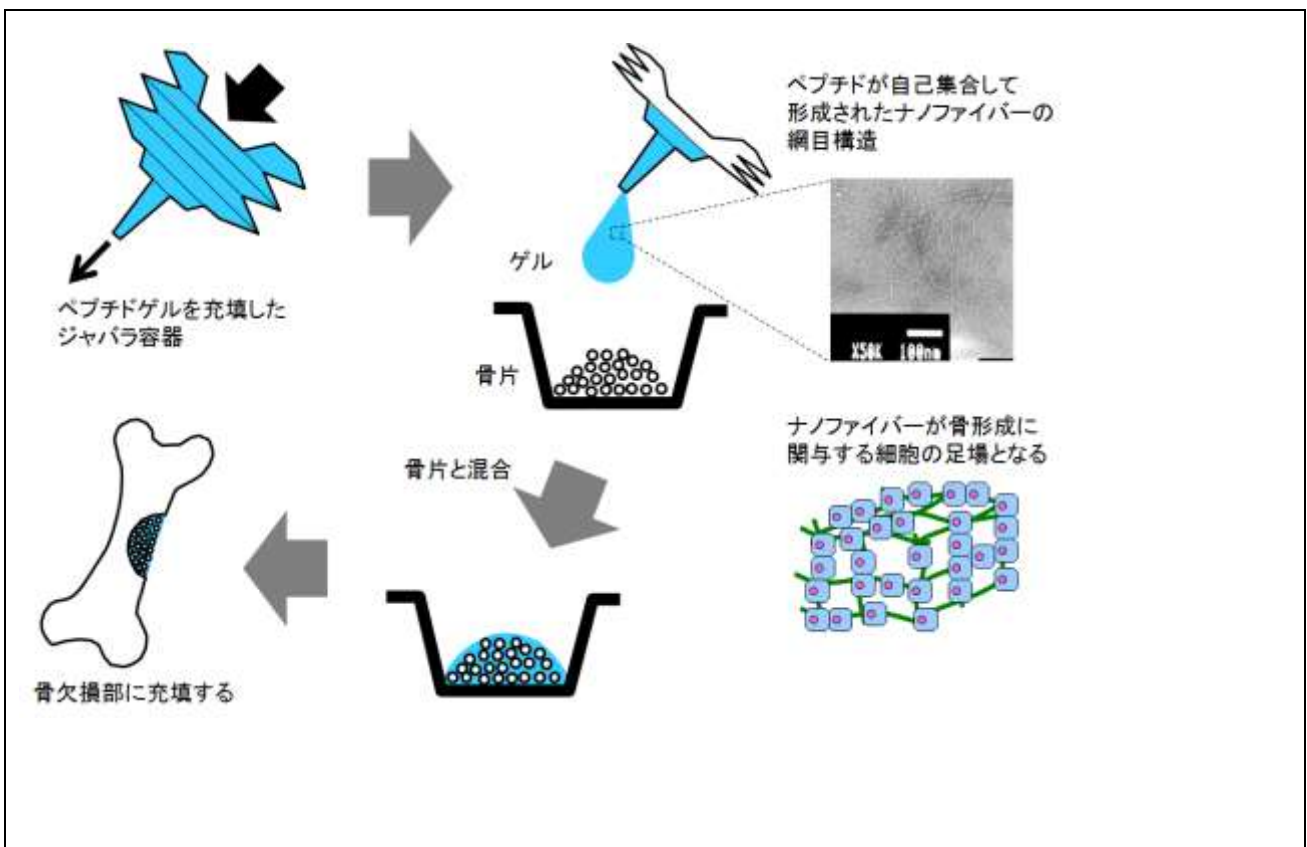 ペプチドゲルを充填した
ジャバラ容器
ゲル
骨片
ペプチドが自己集合して
形成されたナノファイバーの
網目構造
X50K 100nm
骨片と混合
ナノファイバーが骨形成に
関与する細胞の足場となる
骨欠損部に充填する